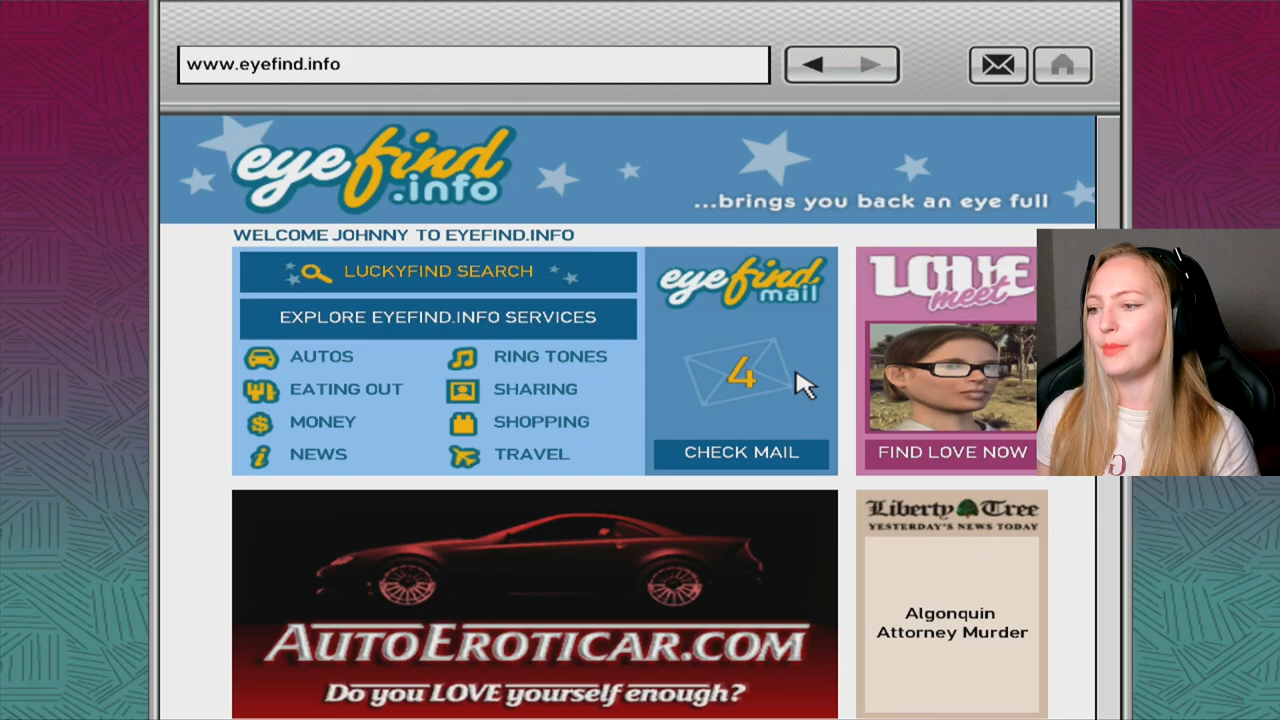 www.eyefind.info
eyefind
.info
...brings you back an eye full
WELCOME JOHNNY TO EYEFIND.INFO
LUCKYFIND SEARCH
EXPLORE EYEFIND.INFO SERVICES
AUTOS
RING TONES
EATING OUT
SHARING
MONEY
SHOPPING
NEWS
TRAVEL
eyefind
mail
4
CHECK MAIL
LOVE
meet
FIND LOVE NOW
AUTOEROTICAR.COM
Do you LOVE yourself enough?
Liberty Tree
YESTERDAY'S NEWS TODAY
Algonquin
Attorney Murder